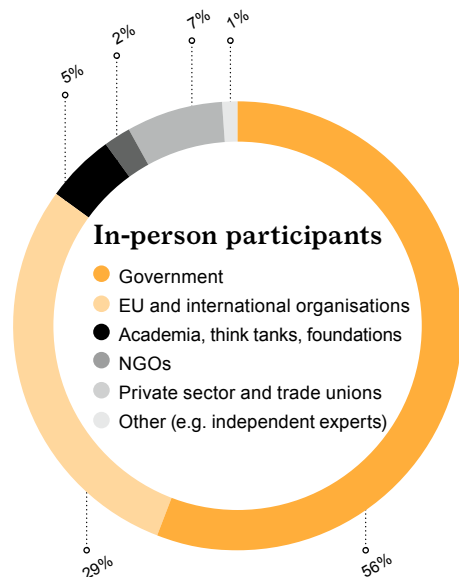 5%
2%
7%
1%
In-person participants
Government
EU and international organisations
Academia, think tanks, foundations
NGOs
Private sector and trade unions
Other (e.g. independent experts)
29%
56%